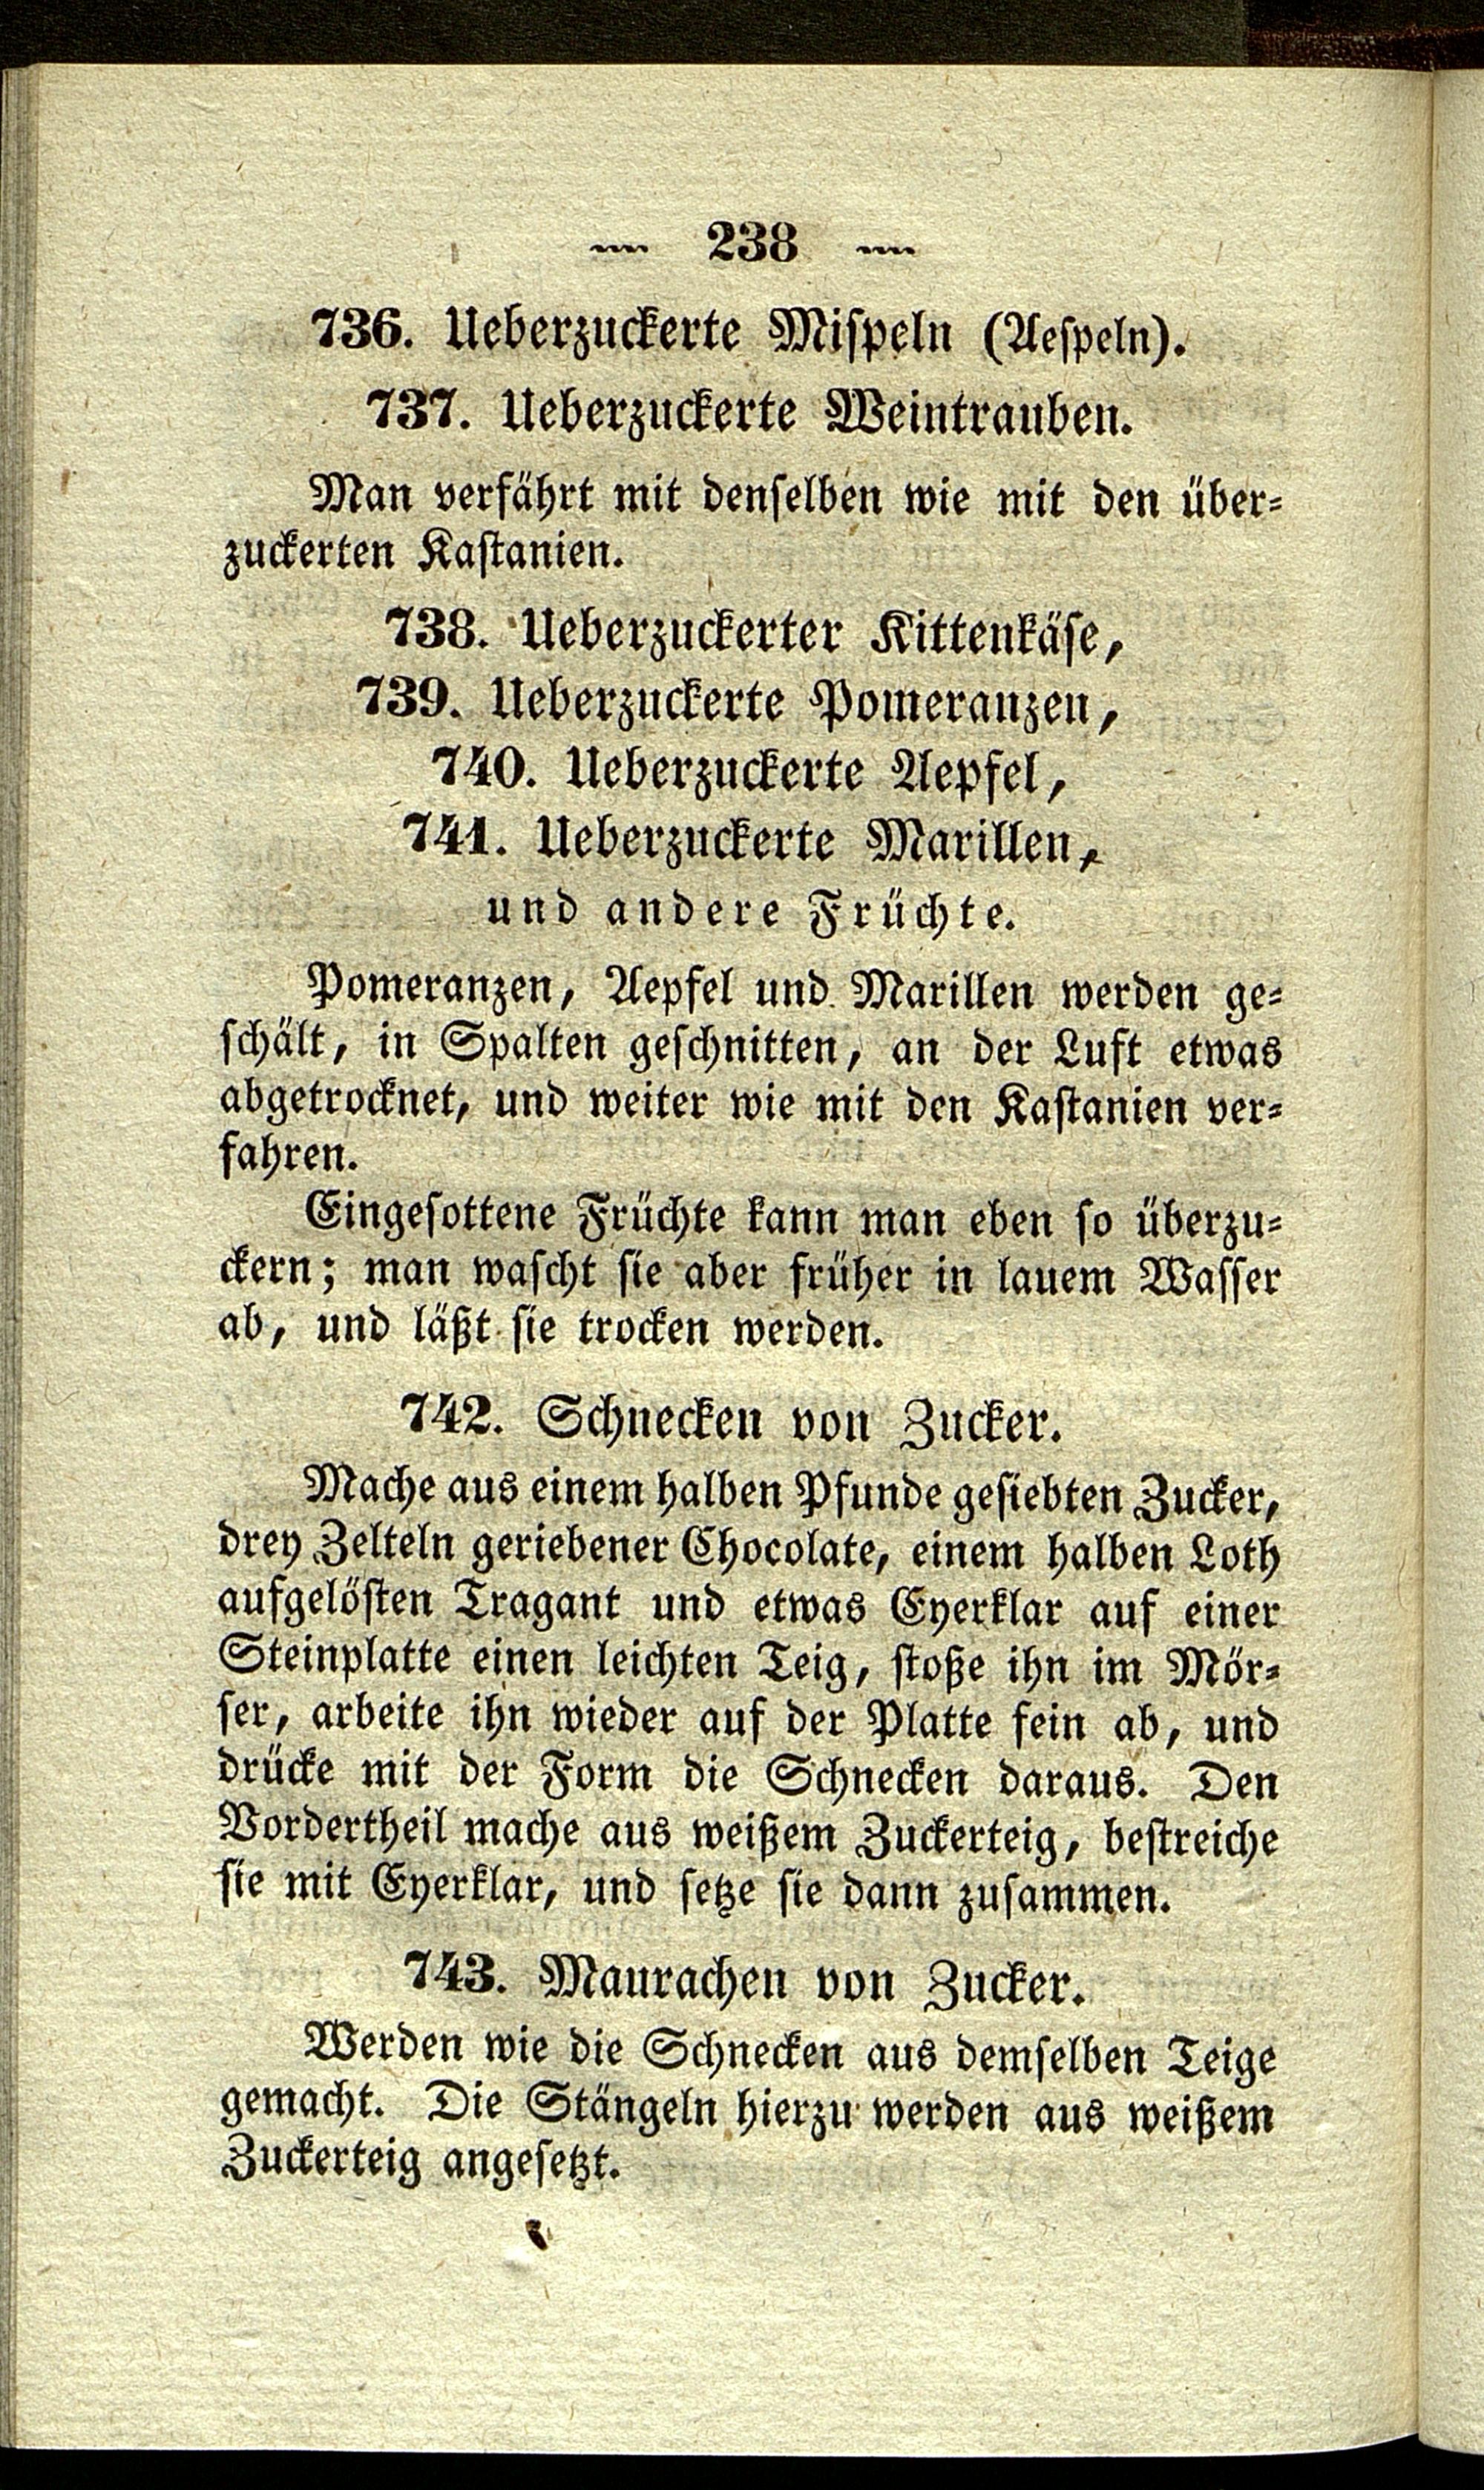 — 238 —
736. Ueberzuckerte Mispeln (Aespeln).
737. Ueberzuckerte Weintrauben.
Man verfährt mit denselben wie mit den über-
zuckerten Kastanien.
738. Ueberzuckerter Kittenkäse,
739. Ueberzuckerte Pomeranzen,
740. Ueberzuckerte Aepfel,
741. Ueberzuckerte Marillen,
und andere Früchte.
Pomeranzen, Aepfel und Marillen werden ge-
schält, in Spalten geschnitten, an der Luft etwas
abgetrocknet, und weiter wie mit den Kastanien ver-
fahren.
Eingesottene Früchte kann man eben so überzu-
ckern; man wascht sie aber früher in lauem Wasser
ab, und läßt sie trocken werden.
742. Schnecken von Zucker.
Mache aus einem halben Pfunde gesiebten Zucker,
drey Zelteln geriebener Chocolate, einem halben Loth
aufgelösten Tragant und etwas Eyerklar auf einer
Steinplatte einen leichten Teig, stoße ihn im Mör-
ser, arbeite ihn wieder auf der Platte fein ab, und
drücke mit der Form die Schnecken daraus. Den
Vordertheil mache aus weißem Zuckerteig, bestreiche
sie mit Eyerklar, und setze sie dann zusammen.
743. Maurachen von Zucker.
Werden wie die Schnecken aus demselben Teige
gemacht. Die Stängeln hierzu werden aus weißem
Zuckerteig angesetzt.